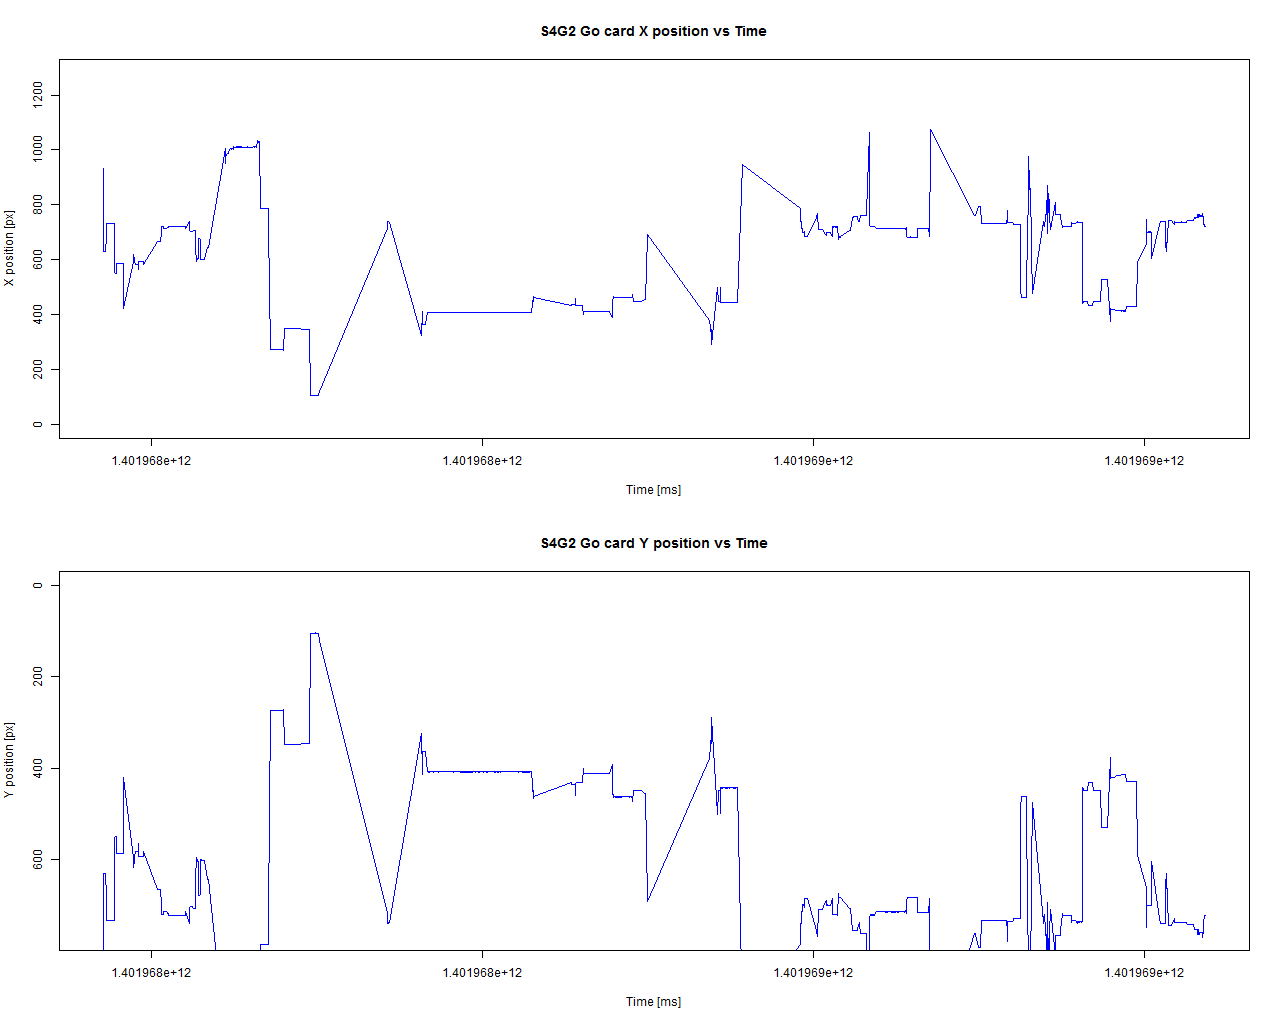 S4G2 Go card X position vs Time
1200
1000
800
600
400
200
0
X position [px]
1.401968e+12 1.401968e+12 1.401969e+12 1.401969e+12
Time [ms]
S4G2 Go card Y position vs Time
0
200
400
600
Y position [px]
1.401968e+12 1.401968e+12 1.401969e+12 1.401969e+12
Time [ms]